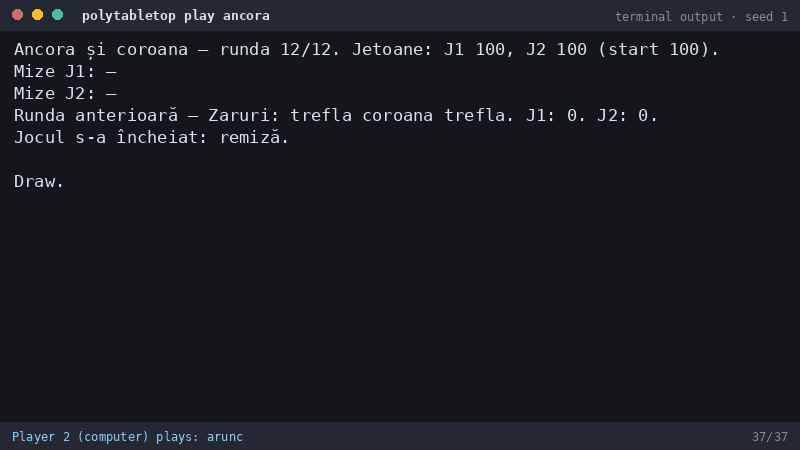 polytabletop play ancora
terminal output · seed 1
Ancora și coroana — runda 12/12. Jetoane: J1 100, J2 100 (start 100).
Mize J1: —
Mize J2: —
Runda anterioară — Zaruri: trefla coroana trefla. J1: 0. J2: 0.
Jocul s-a încheiat: remiză.
Draw.
Player 2 (computer) plays: arunc
37/37